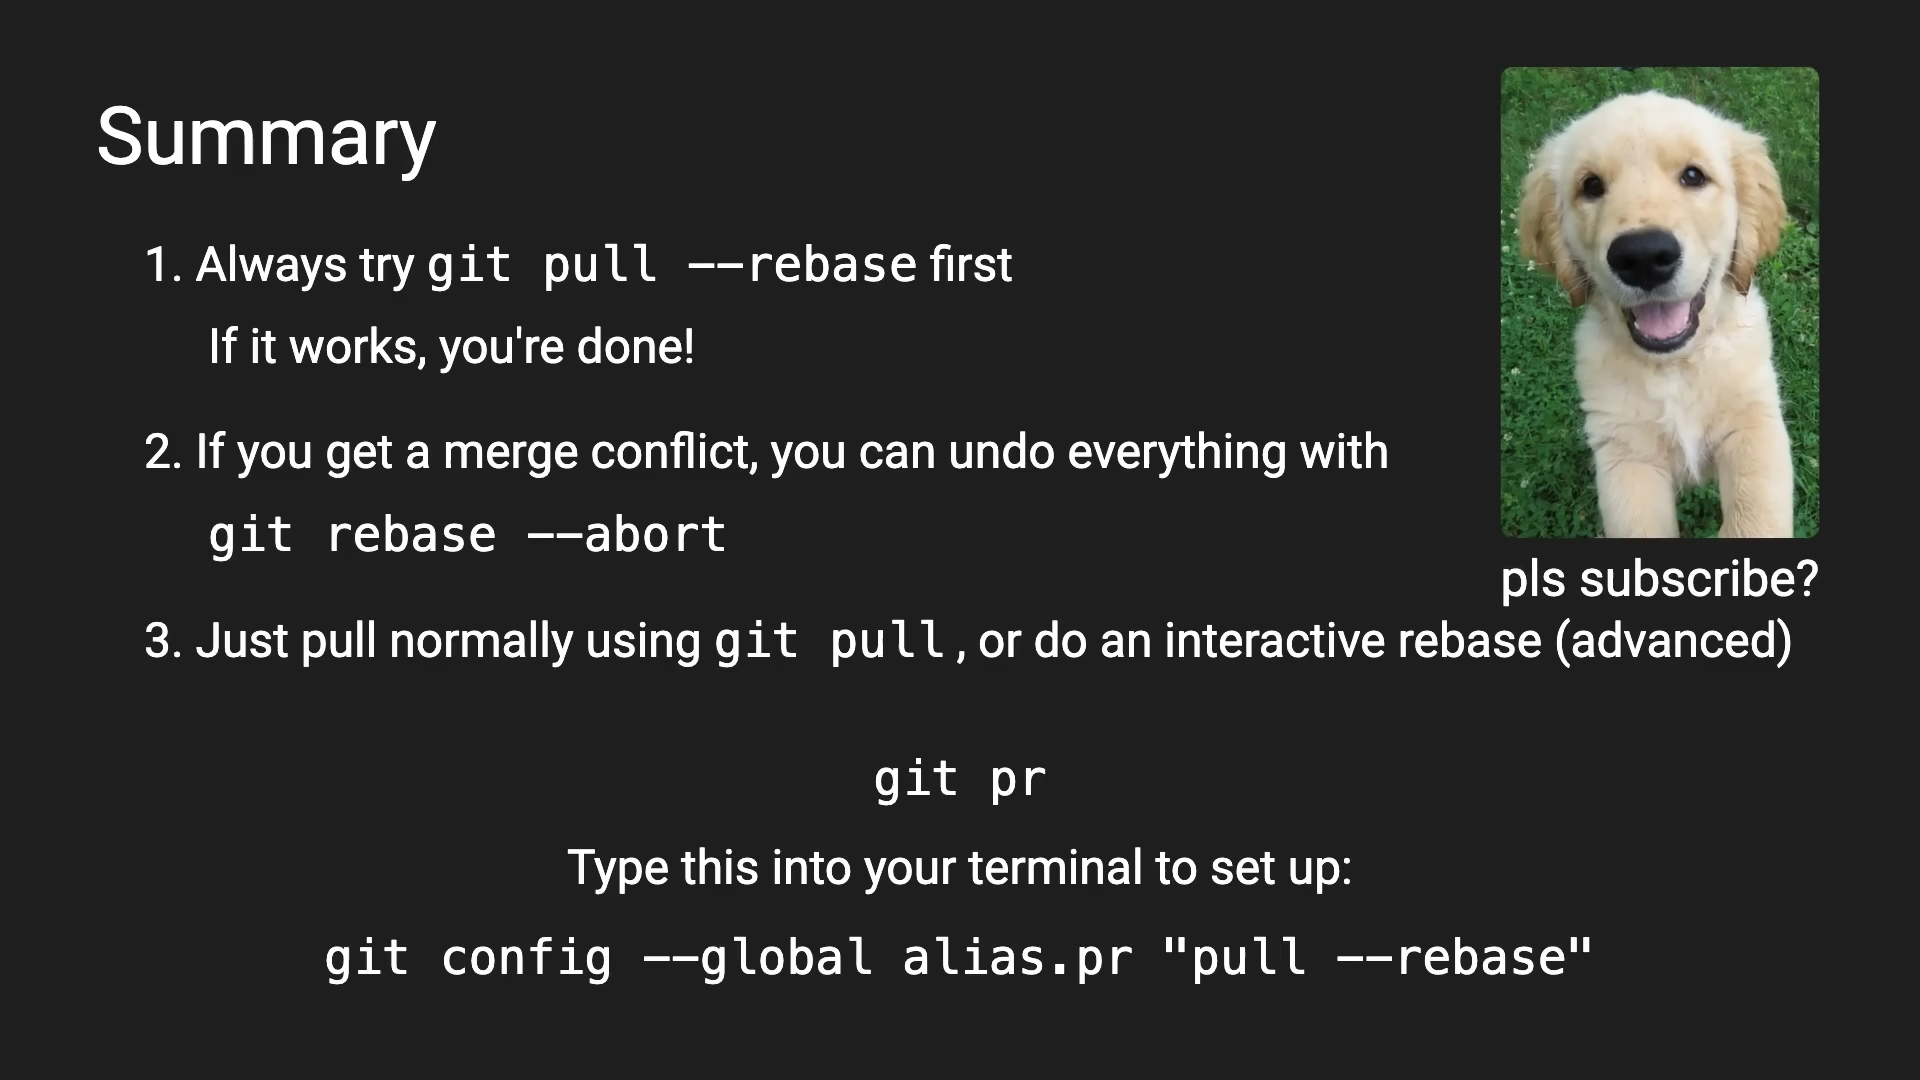 Summary
1. Always try git pull --rebase first
If it works, you're done!
2. If you get a merge conflict, you can undo everything with
git rebase --abort
pls subscribe?
3. Just pull normally using git pull, or do an interactive rebase (advanced)
git pr
Type this into your terminal to set up:
git config --global alias.pr "pull --rebase"